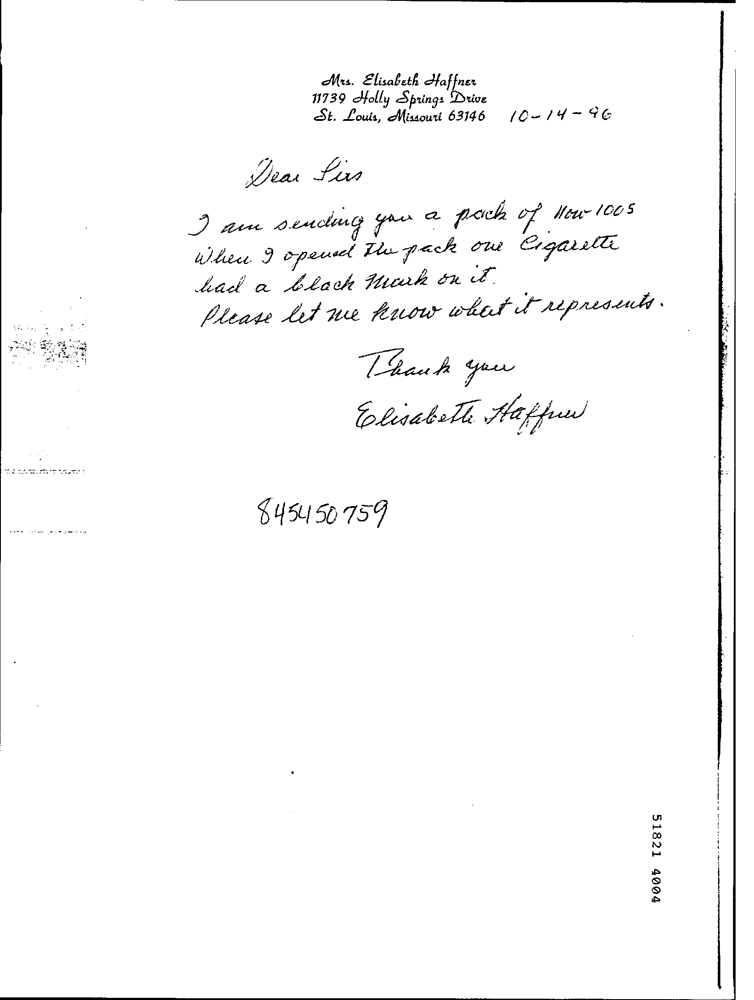 Mrs. Elisabeth Haffner
11739 Holly Springs Drive
St. Louis, Missouri 63146 10-14-96
Dear Sirs
I am sending you a pack of Now 100s
When I opened the pack one Cigarette
had a black mark on it.
Please let me know what it represents.
Thank you
Elisabeth Haffner
845450759
51821 4004